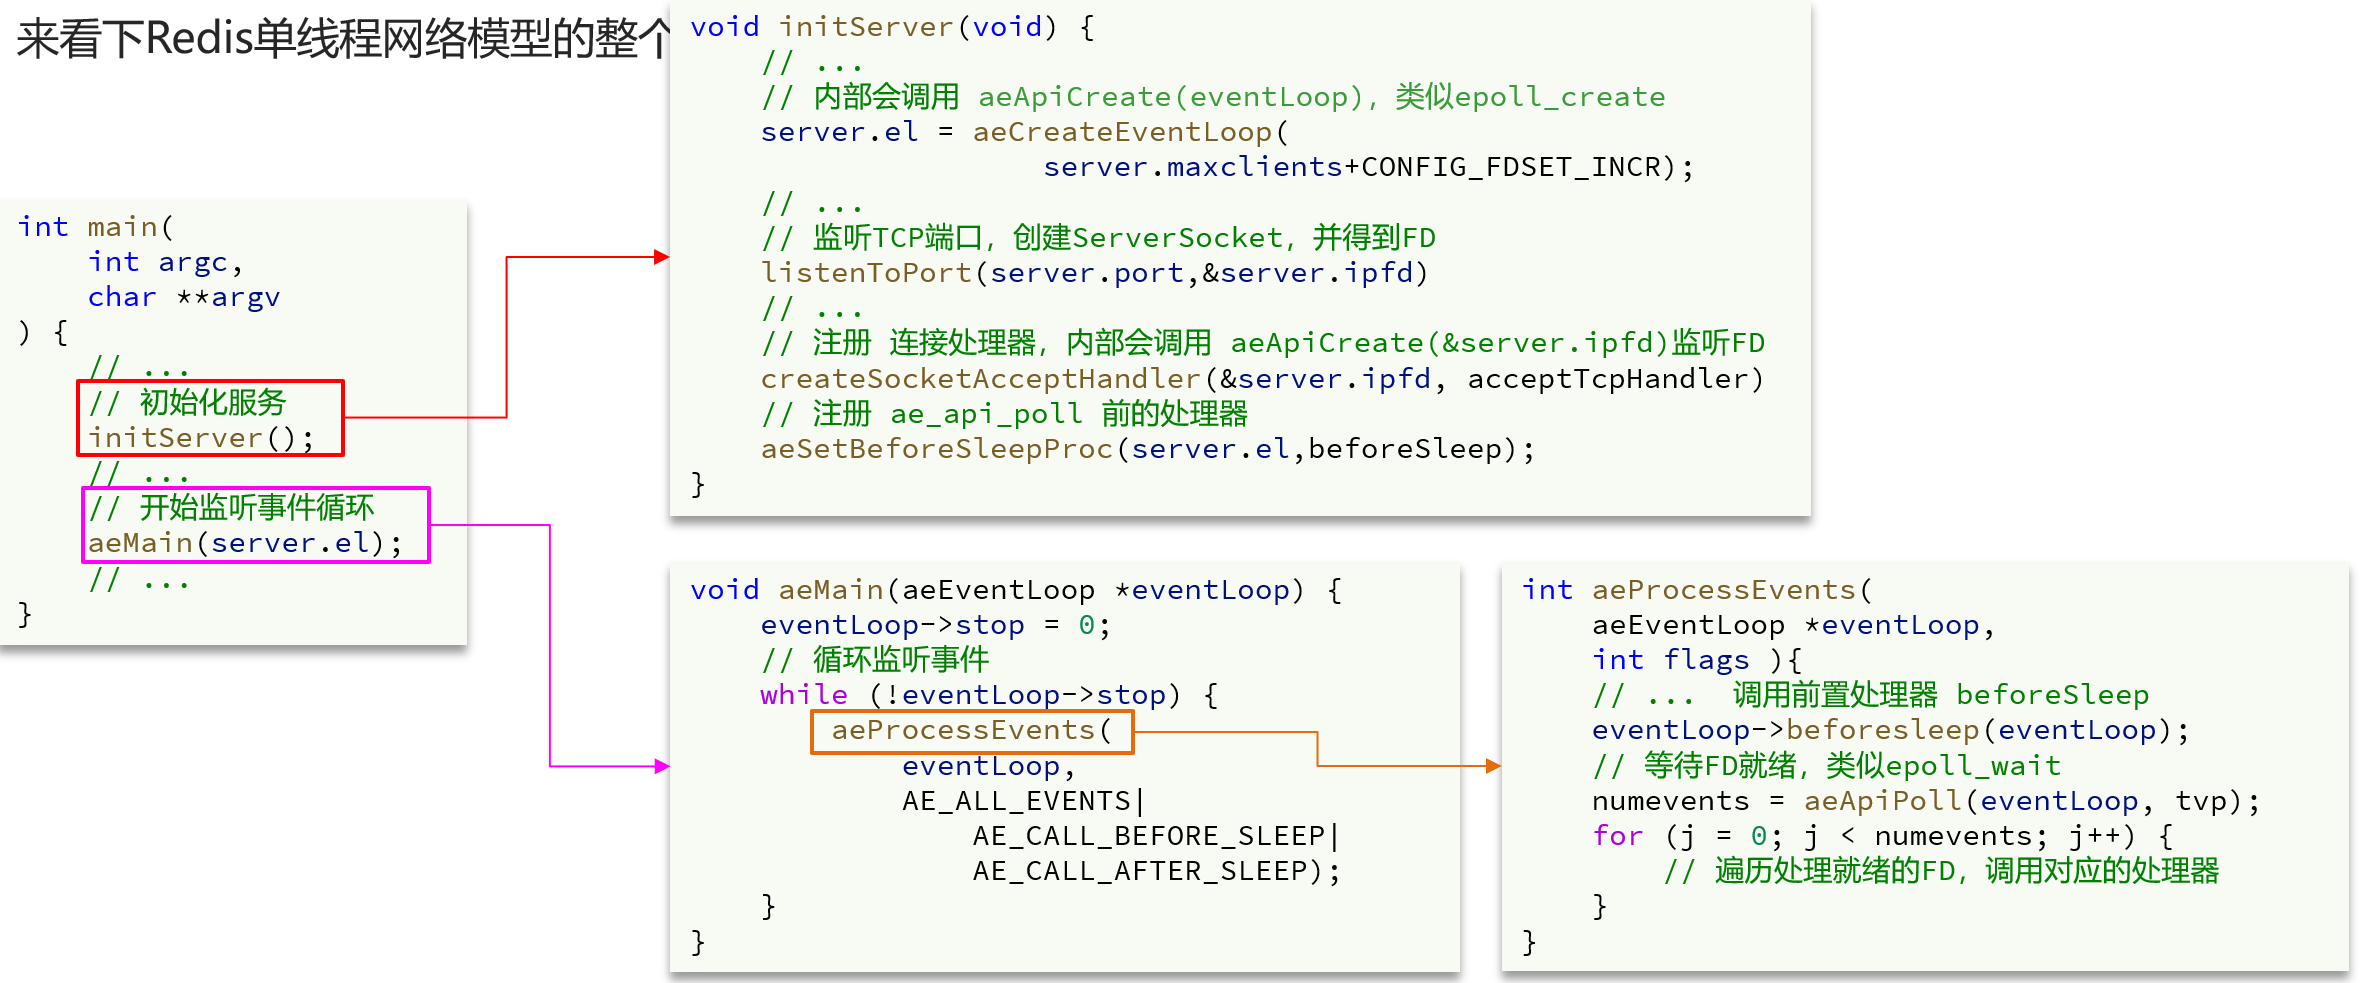 来看下Redis单线程网络模型的整个
int main(
    int argc,
    char **argv
) {
    // ...
    // 初始化服务
    initServer();
    // ...
    // 开始监听事件循环
    aeMain(server.el);
    // ...
}
void initServer(void) {
    // ...
    // 内部会调用 aeApiCreate(eventLoop)，类似epoll_create
    server.el = aeCreateEventLoop(
                    server.maxclients+CONFIG_FDSET_INCR);
    // ...
    // 监听TCP端口，创建ServerSocket，并得到FD
    listenToPort(server.port,&server.ipfd)
    // ...
    // 注册 连接处理器，内部会调用 aeApiCreate(&server.ipfd)监听FD
    createSocketAcceptHandler(&server.ipfd, acceptTcpHandler)
    // 注册 ae_api_poll 前的处理器
    aeSetBeforeSleepProc(server.el,beforeSleep);
}
void aeMain(aeEventLoop *eventLoop) {
    eventLoop->stop = 0;
    // 循环监听事件
    while (!eventLoop->stop) {
        aeProcessEvents(
            eventLoop,
            AE_ALL_EVENTS|
                AE_CALL_BEFORE_SLEEP|
                AE_CALL_AFTER_SLEEP);
    }
}
int aeProcessEvents(
    aeEventLoop *eventLoop,
    int flags ){
    // ...  调用前置处理器 beforeSleep
    eventLoop->beforesleep(eventLoop);
    // 等待FD就绪，类似epoll_wait
    numevents = aeApiPoll(eventLoop, tvp);
    for (j = 0; j < numevents; j++) {
        // 遍历处理就绪的FD，调用对应的处理器
    }
}